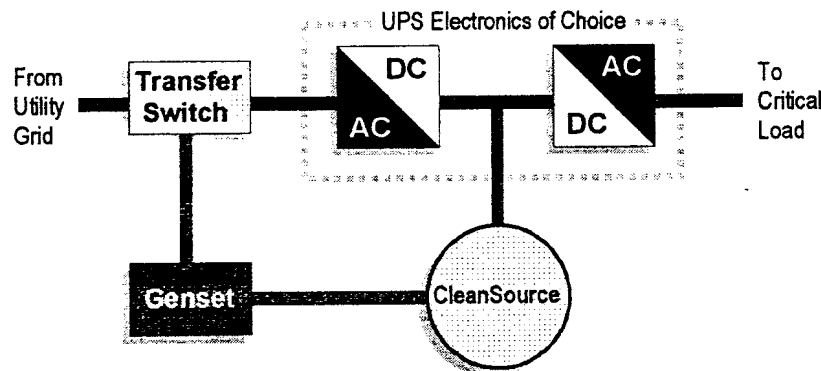 UPS Electronics of Choice
From
Utility
Grid
Transfer
Switch
DC
AC
AC
DC
To
Critical
Load
Genset
CleanSource